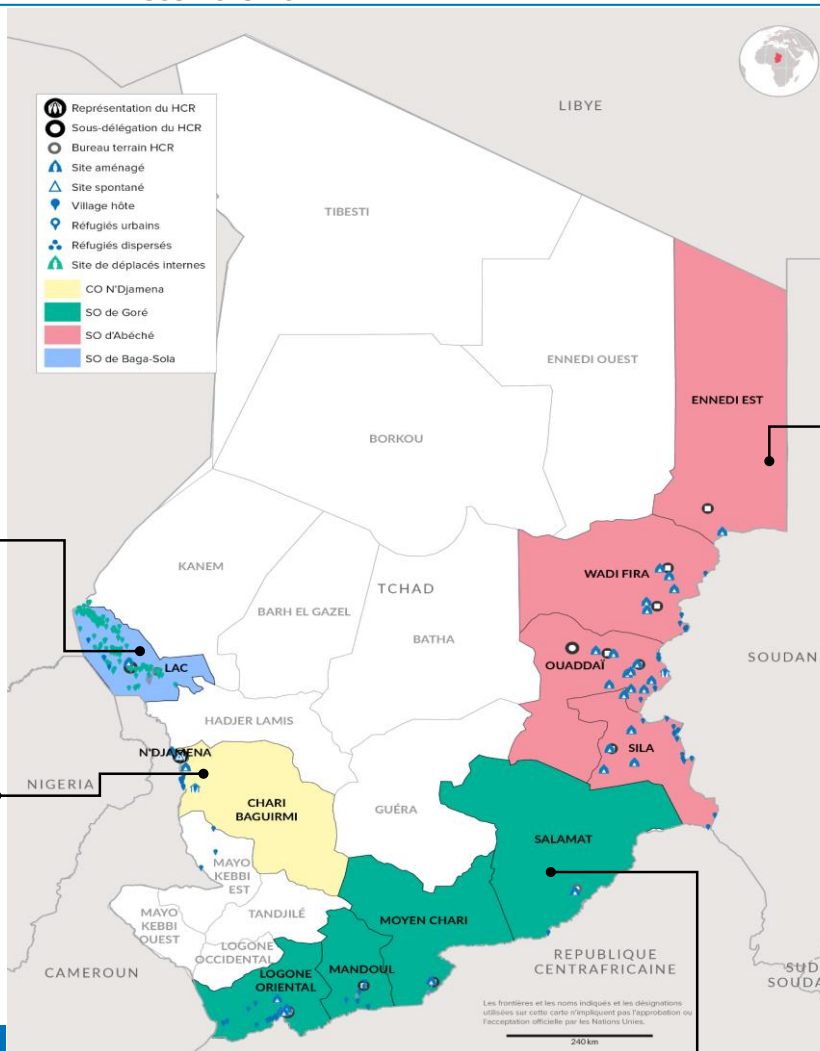 Représentation du HCR
Sous-délégation du HCR
Bureau terrain HCR
Site aménagé
Site spontané
Village hôte
Réfugiés urbains
Réfugiés dispersés
Site de déplacés internes
CO N'Djamena
SO de Goré
SO d'Abéché
SO de Baga-Sola
LIBYE
TIBESTI
ENNEDI OUEST
ENNEDI EST
BORKOU
KANEM
TCHAD
WADI FIRA
BARH EL GAZEL
BATHA
LAC
OUADDAÏ
SOUDAN
HADJER LAMIS
N'DJAMENA
SILA
NIGERIA
CHARI
BAGUIRMI
GUÉRA
SALAMAT
MAYO
KEBBI
EST
MAYO
KEBBI
OUEST
TANDJILÉ
MOYEN CHARI
LOGONE
OCCIDENTAL
REPUBLIQUE
CENTRAFRICAINE
CAMEROUN
LOGONE
ORIENTAL
MANDOUL
SUD
SOUDA
Les frontières et les noms indiqués et les désignations
utilisées sur cette carte n'impliquent pas l'approbation ou
l'acceptation officielle par les Nations Unies.
240 km